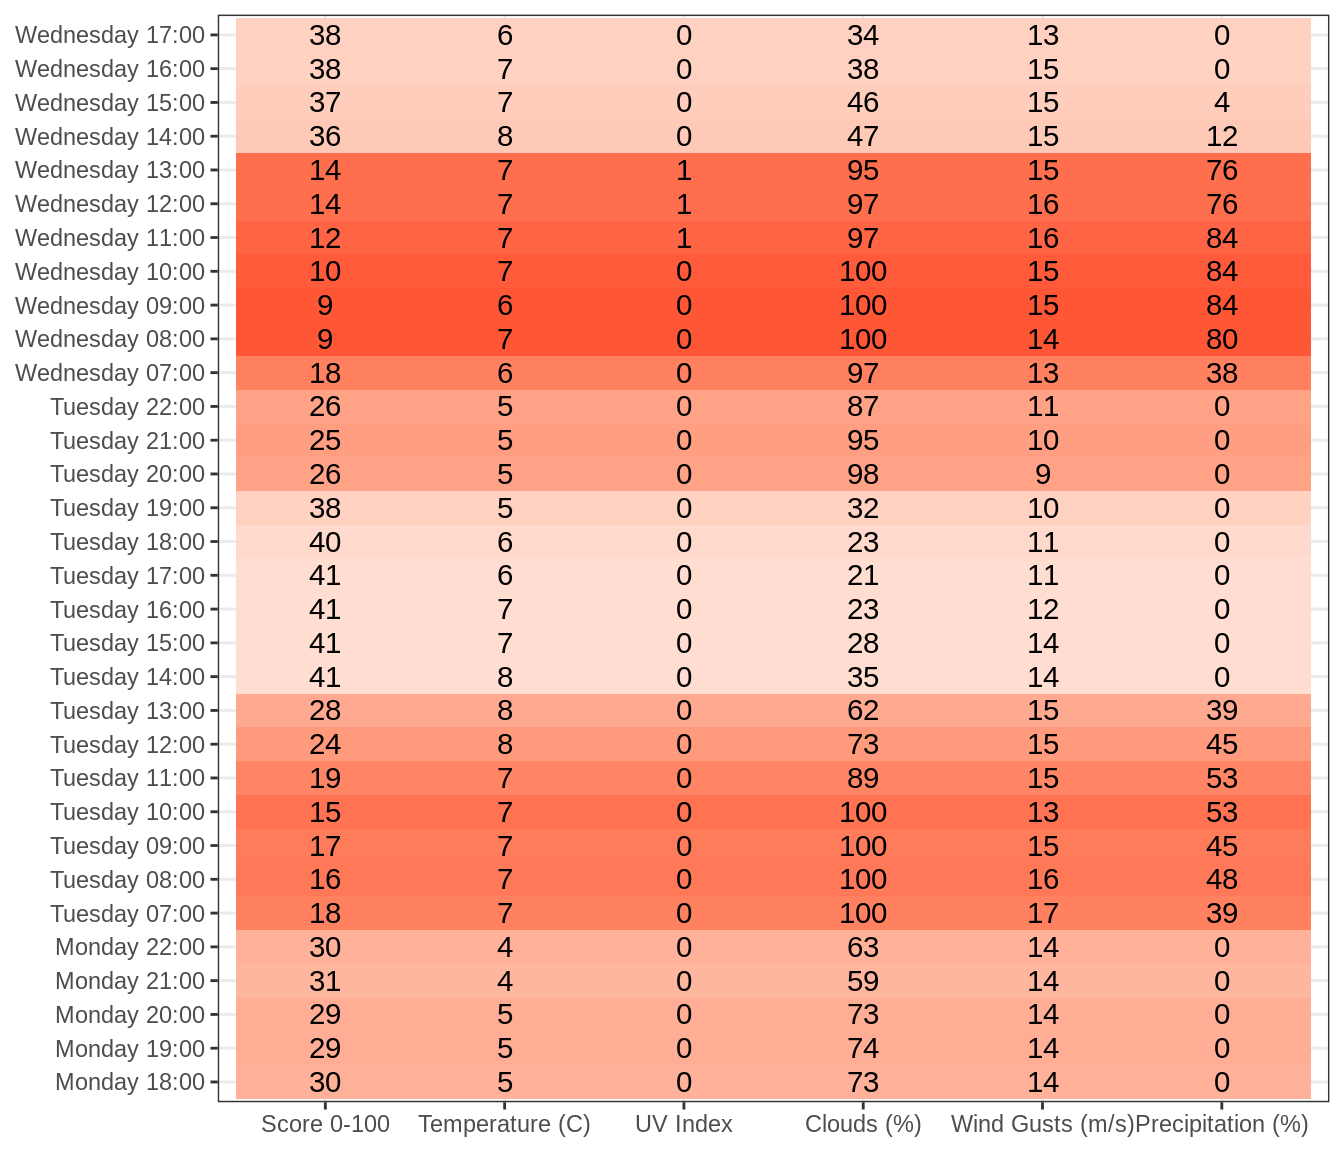 Wednesday 17:00 38 6 0 34 13 0
Wednesday 16:00 38 7 0 38 15 0
Wednesday 15:00 37 7 0 46 15 4
Wednesday 14:00 36 8 0 47 15 12
Wednesday 13:00 14 7 1 95 15 76
Wednesday 12:00 14 7 1 97 16 76
Wednesday 11:00 12 7 1 97 16 84
Wednesday 10:00 10 7 0 100 15 84
Wednesday 09:00 9 6 0 100 15 84
Wednesday 08:00 9 7 0 100 14 80
Wednesday 07:00 18 6 0 97 13 38
Tuesday 22:00 26 5 0 87 11 0
Tuesday 21:00 25 5 0 95 10 0
Tuesday 20:00 26 5 0 98 9 0
Tuesday 19:00 38 5 0 32 10 0
Tuesday 18:00 40 6 0 23 11 0
Tuesday 17:00 41 6 0 21 11 0
Tuesday 16:00 41 7 0 23 12 0
Tuesday 15:00 41 7 0 28 14 0
Tuesday 14:00 41 8 0 35 14 0
Tuesday 13:00 28 8 0 62 15 39
Tuesday 12:00 24 8 0 73 15 45
Tuesday 11:00 19 7 0 89 15 53
Tuesday 10:00 15 7 0 100 13 53
Tuesday 09:00 17 7 0 100 15 45
Tuesday 08:00 16 7 0 100 16 48
Tuesday 07:00 18 7 0 100 17 39
Monday 22:00 30 4 0 63 14 0
Monday 21:00 31 4 0 59 14 0
Monday 20:00 29 5 0 73 14 0
Monday 19:00 29 5 0 74 14 0
Monday 18:00 30 5 0 73 14 0
Score 0-100 Temperature (C) UV Index Clouds (%) Wind Gusts (m/s) Precipitation (%)